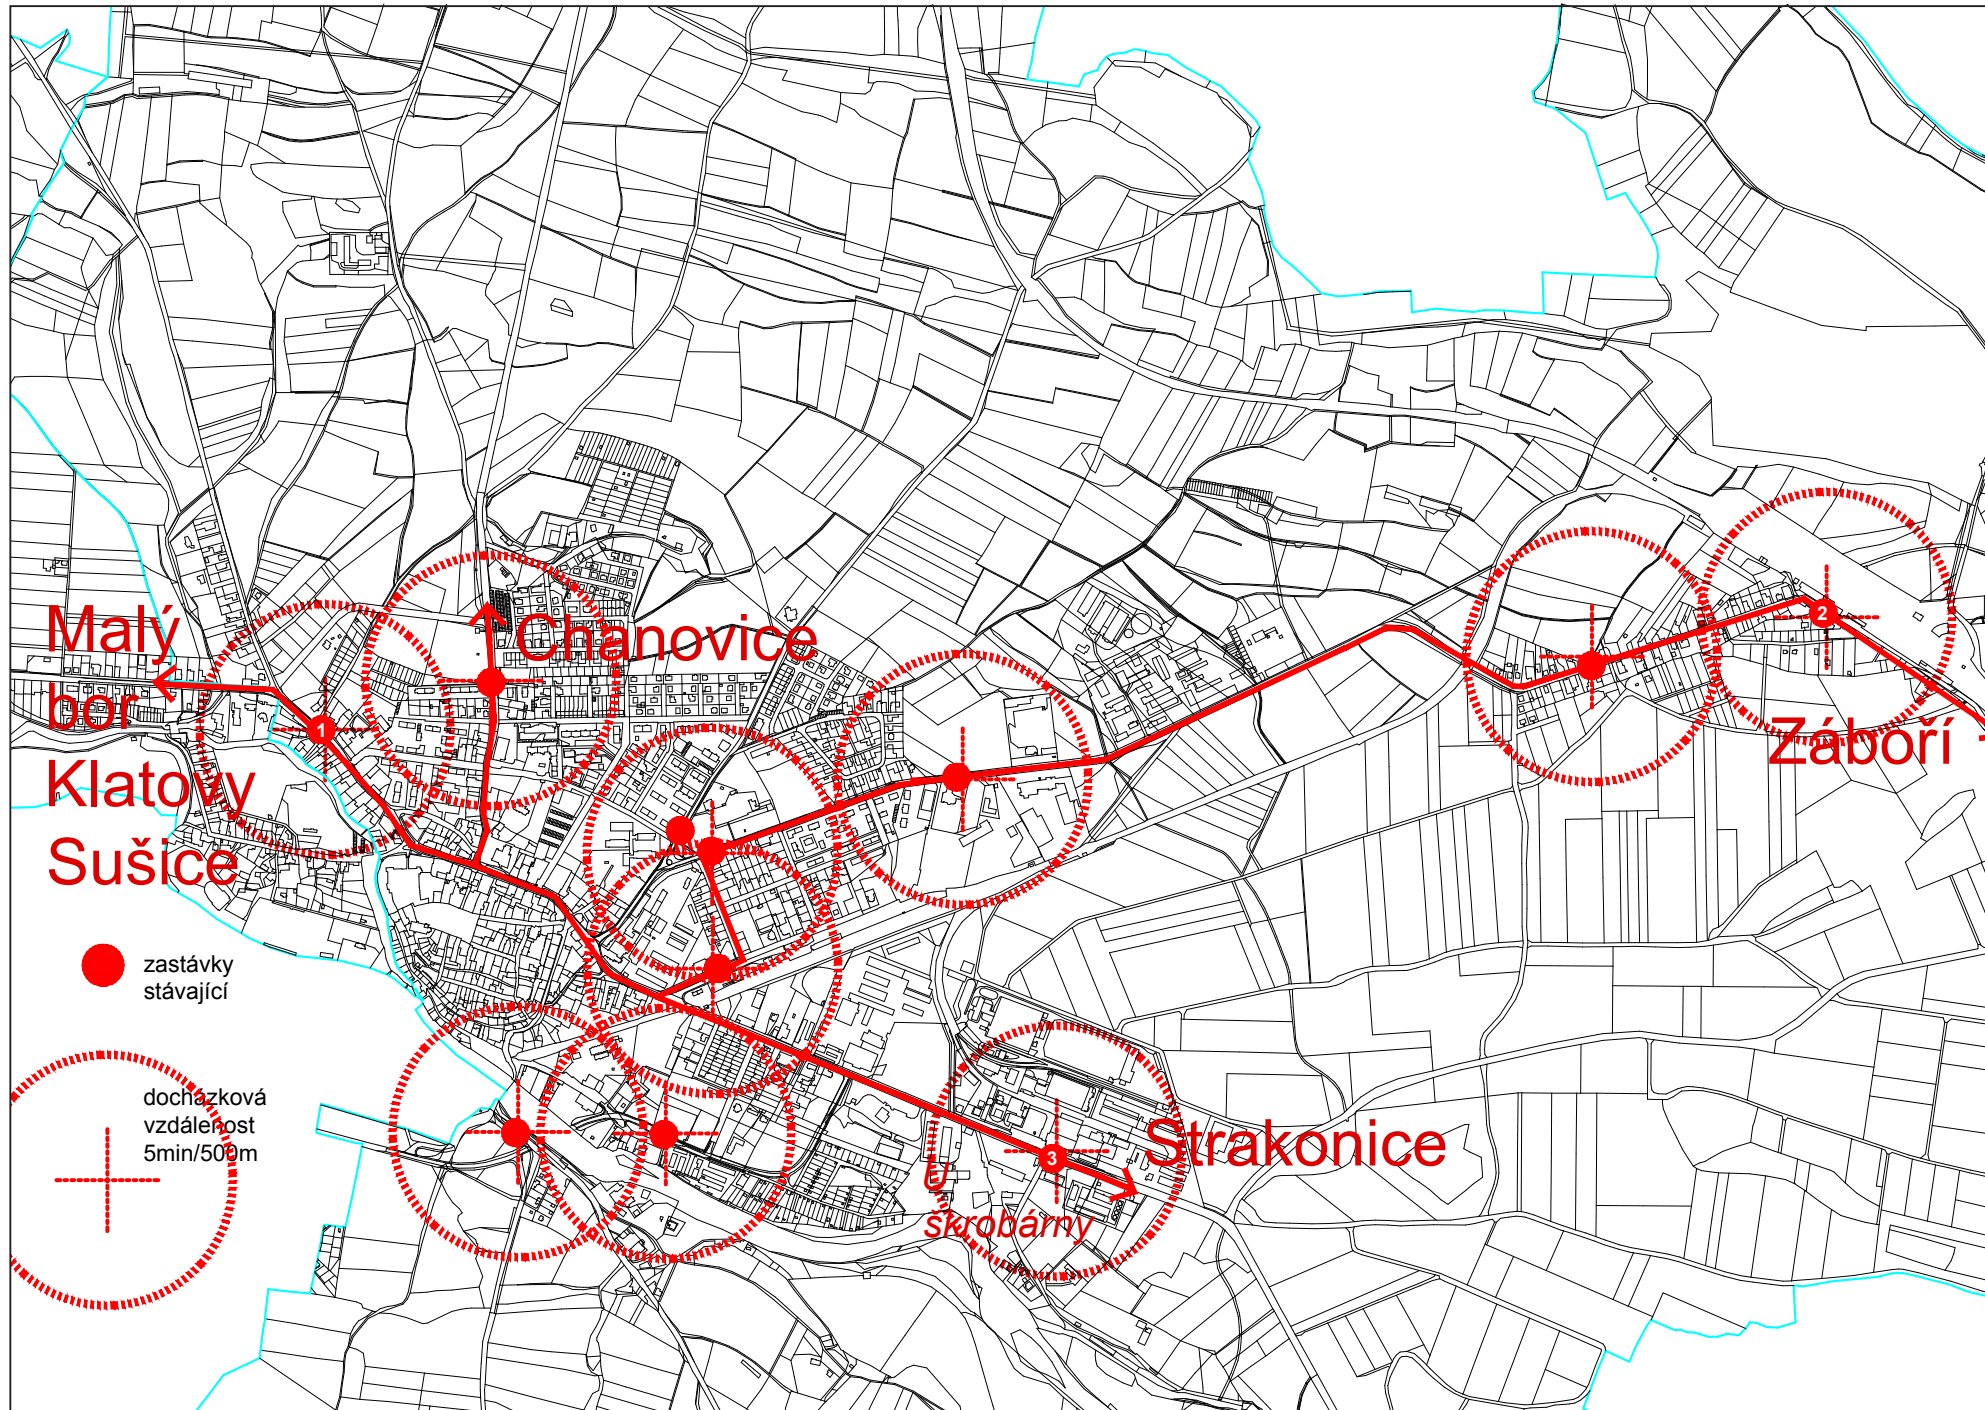 Malý
bor
Klatovy
Sušice
Chanovice
Záboří
Strakonice
U
škrobárny
1
2
3
zastávky
stávající
docházková
vzdálenost
5min/500m